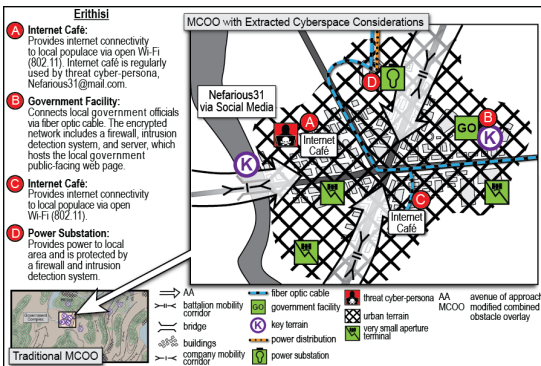 Erithisi
A Internet Café:
Provides internet connectivity
to local populace via open Wi-Fi
(802.11). Internet café is regularly
used by threat cyber-persona,
Nefarious31@mail.com.
B Government Facility:
Connects local government officials
via fiber optic cable. The encrypted
network includes a firewall, intrusion
detection system, and server, which
hosts the local government
public-facing web page.
C Internet Café:
Provides internet connectivity
to local populace via open
Wi-Fi (802.11).
D Power Substation:
Provides power to local
area and is protected by
a firewall and intrusion
detection system.
Government
Complex
Traditional MCOO
MCOO with Extracted Cyberspace Considerations
Nefarious31
via Social Media
D
A
Internet
Café
B
GO
K
K
C
Internet
Café
AA
battalion mobility
corridor
bridge
buildings
company mobility
corridor
fiber optic cable
GO government facility
K key terrain
power distribution
power substation
threat cyber-persona
urban terrain
very small aperture
terminal
AA avenue of approach
MCOO modified combined
obstacle overlay